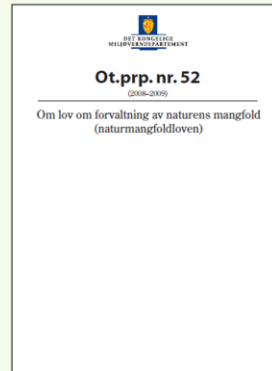 DET KONGELIGE
MILJØVERNDEPARTEMENT
Ot.prp. nr. 52
(2008–2009)
Om lov om forvaltning av naturens mangfold
(naturmangfoldloven)